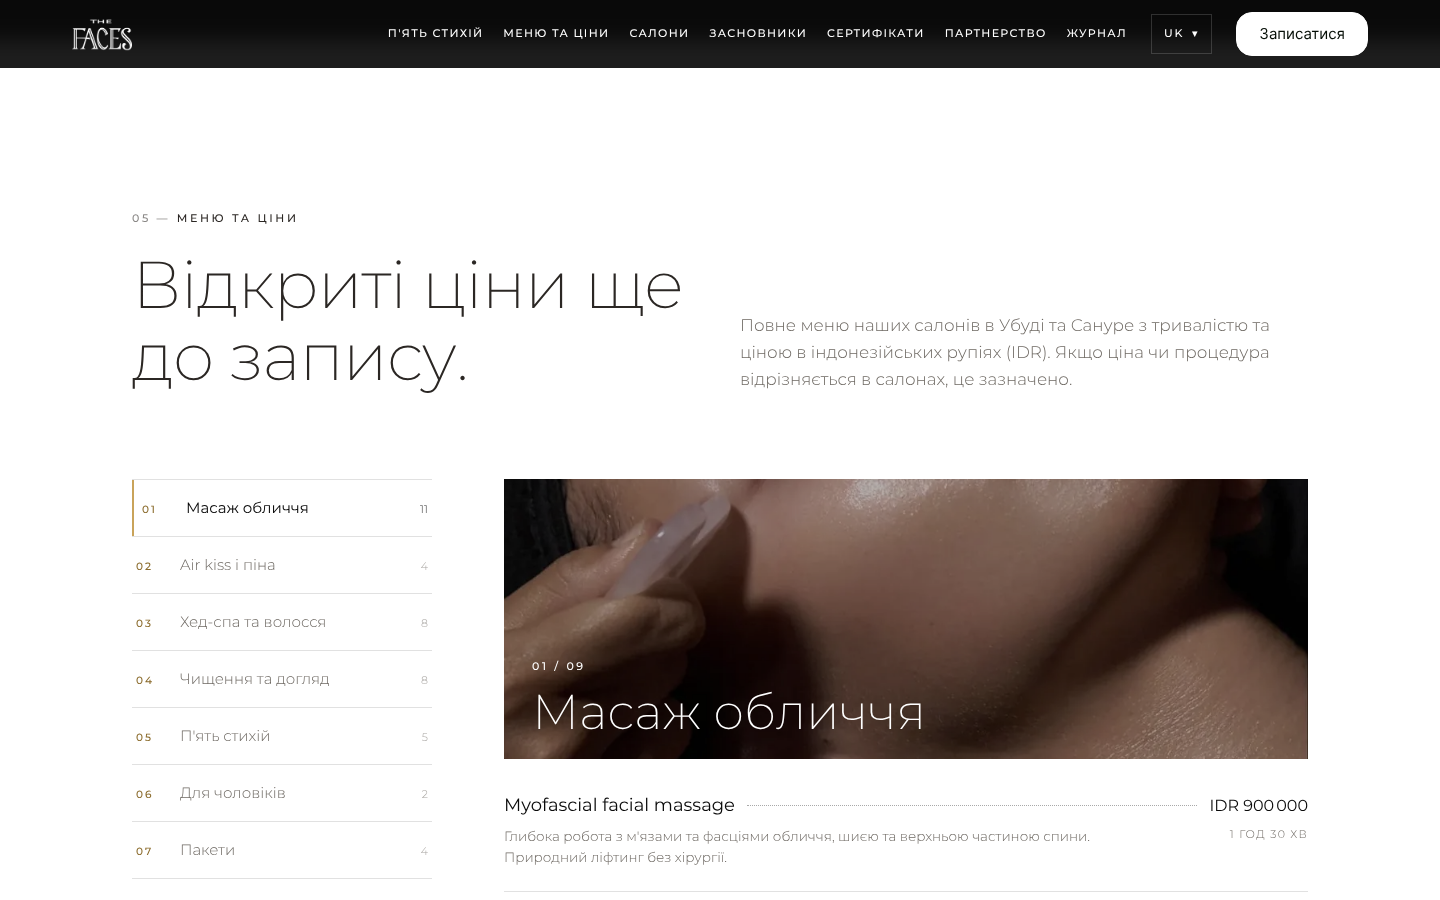 THE
FACES
П'ЯТЬ СТИХІЙ
МЕНЮ ТА ЦІНИ
САЛОНИ
ЗАСНОВНИКИ
СЕРТИФІКАТИ
ПАРТНЕРСТВО
ЖУРНАЛ
UK ▾
Записатися
05 — МЕНЮ ТА ЦІНИ
Відкриті ціни ще
до запису.
Повне меню наших салонів в Убуді та Сануре з тривалістю та
ціною в індонезійських рупіях (IDR). Якщо ціна чи процедура
відрізняється в салонах, це зазначено.
01 Масаж обличчя 11
02 Air kiss і піна 4
03 Хед-спа та волосся 8
04 Чищення та догляд 8
05 П'ять стихій 5
06 Для чоловіків 2
07 Пакети 4
01 / 09
Масаж обличчя
Myofascial facial massage IDR 900 000
Глибока робота з м'язами та фасціями обличчя, шиєю та верхньою частиною спини.
Природний ліфтинг без хірургії.
1 ГОД 30 ХВ